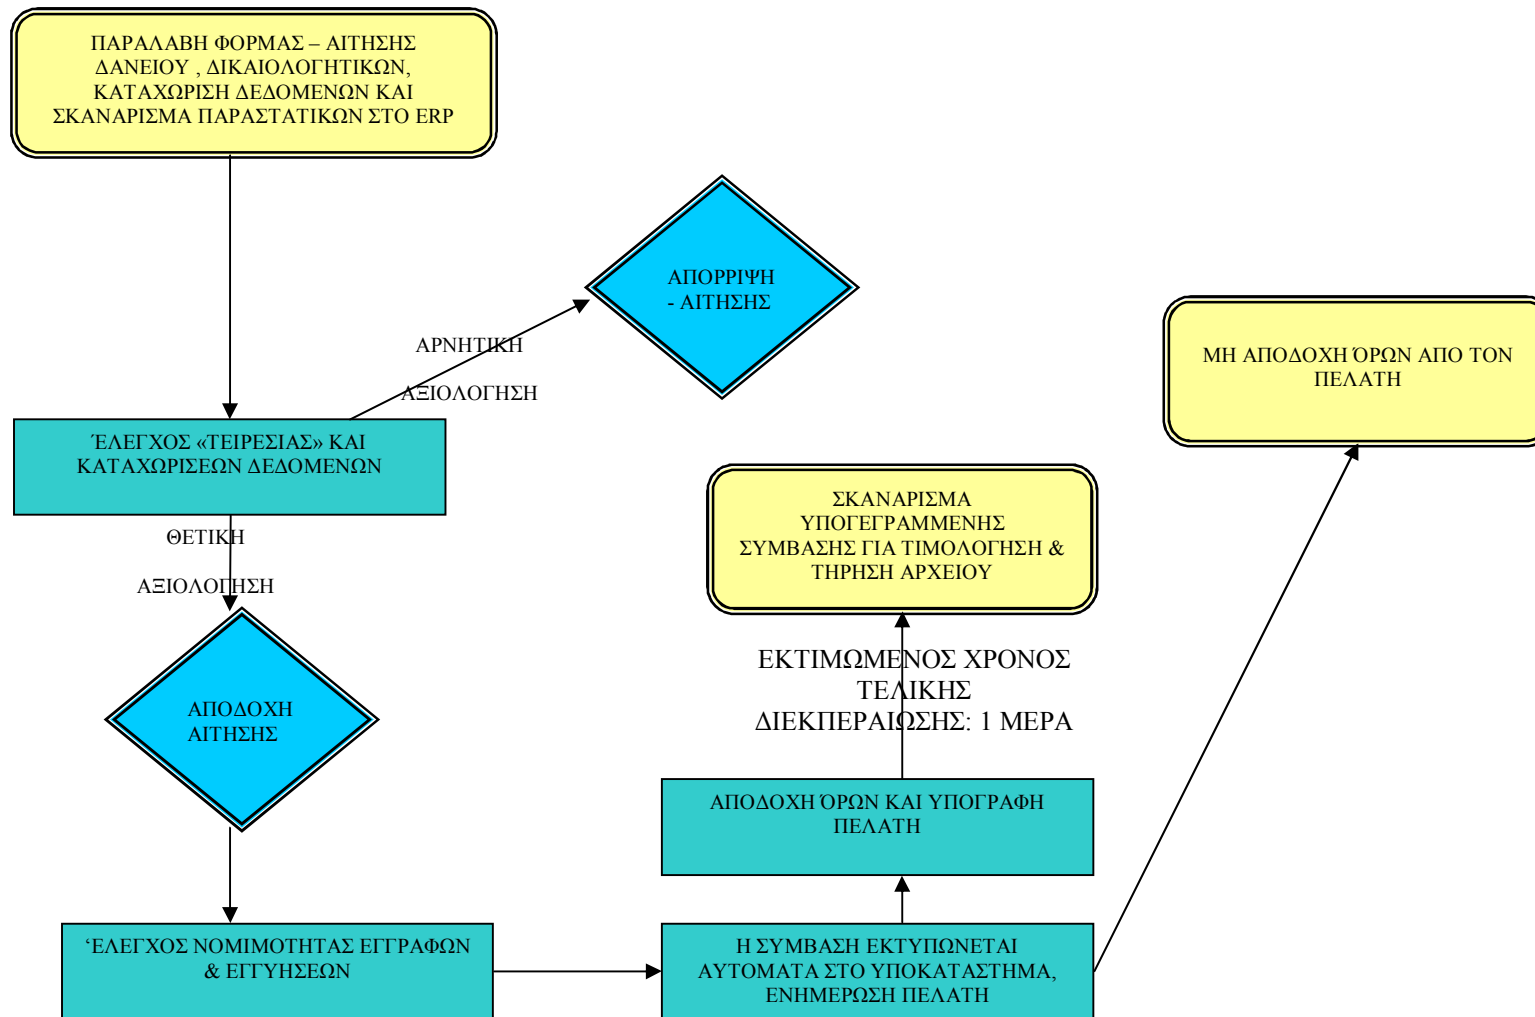 ΠΑΡΑΛΑΒΗ ΦΟΡΜΑΣ – ΑΙΤΗΣΗΣ
ΔΑΝΕΙΟΥ , ΔΙΚΑΙΟΛΟΓΗΤΙΚΩΝ,
ΚΑΤΑΧΩΡΙΣΗ ΔΕΔΟΜΕΝΩΝ ΚΑΙ
ΣΚΑΝΑΡΙΣΜΑ ΠΑΡΑΣΤΑΤΙΚΩΝ ΣΤΟ ERP
ΑΠΟΡΡΙΨΗ
- ΑΙΤΗΣΗΣ
ΑΡΝΗΤΙΚΗ
ΑΞΙΟΛΟΓΗΣΗ
ΜΗ ΑΠΟΔΟΧΗ ΌΡΩΝ ΑΠΟ ΤΟΝ
ΠΕΛΑΤΗ
ΈΛΕΓΧΟΣ «ΤΕΙΡΕΣΙΑΣ» ΚΑΙ
ΚΑΤΑΧΩΡΙΣΕΩΝ ΔΕΔΟΜΕΝΩΝ
ΘΕΤΙΚΗ
ΑΞΙΟΛΟΓΗΣΗ
ΣΚΑΝΑΡΙΣΜΑ
ΥΠΟΓΕΓΡΑΜΜΕΝΗΣ
ΣΥΜΒΑΣΗΣ ΓΙΑ ΤΙΜΟΛΟΓΗΣΗ &
ΤΗΡΗΣΗ ΑΡΧΕΙΟΥ
ΑΠΟΔΟΧΗ
ΑΙΤΗΣΗΣ
ΕΚΤΙΜΩΜΕΝΟΣ ΧΡΟΝΟΣ
ΤΕΛΙΚΗΣ
ΔΙΕΚΠΕΡΑΙΩΣΗΣ: 1 ΜΕΡΑ
ΑΠΟΔΟΧΗ ΌΡΩΝ ΚΑΙ ΥΠΟΓΡΑΦΗ
ΠΕΛΑΤΗ
‘ΕΛΕΓΧΟΣ ΝΟΜΙΜΟΤΗΤΑΣ ΕΓΓΡΑΦΩΝ
& ΕΓΓΥΗΣΕΩΝ
Η ΣΥΜΒΑΣΗ ΕΚΤΥΠΩΝΕΤΑΙ
ΑΥΤΟΜΑΤΑ ΣΤΟ ΥΠΟΚΑΤΑΣΤΗΜΑ,
ΕΝΗΜΕΡΩΣΗ ΠΕΛΑΤΗ